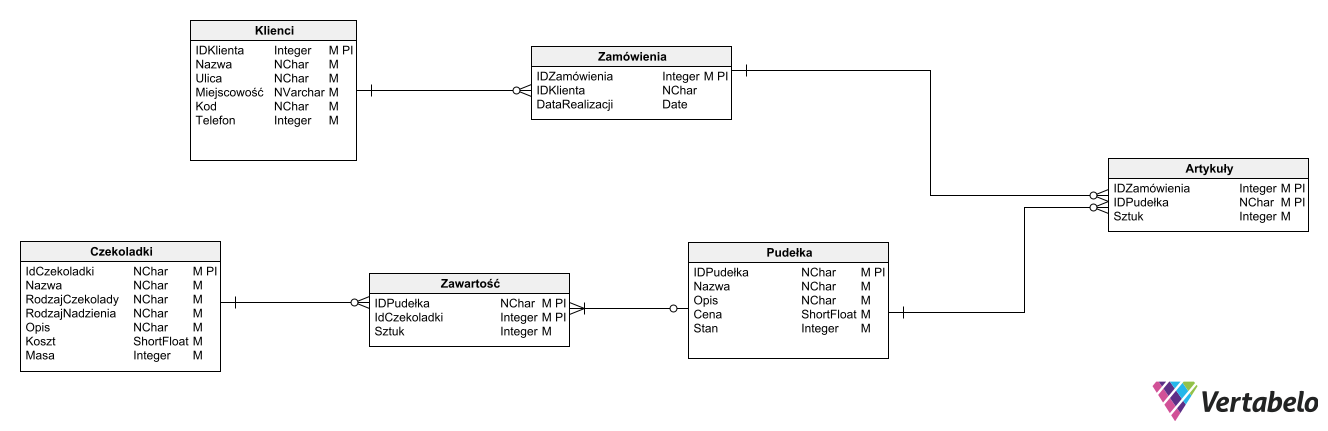 Klienci
IDKlienta Integer M PI
Nazwa NChar M
Ulica NChar M
Miejscowość NVarchar M
Kod NChar M
Telefon Integer M
Zamówienia
IDZamówienia Integer M PI
IDKlienta NChar
DataRealizacji Date
Artykuły
IDZamówienia Integer M PI
IDPudełka NChar M PI
Sztuk Integer M
Czekoladki
IdCzekoladki NChar M PI
Nazwa NChar M
RodzajCzekolady NChar M
RodzajNadzienia NChar M
Opis NChar M
Koszt ShortFloat M
Masa Integer M
Zawartość
IDPudełka NChar M PI
IdCzekoladki Integer M PI
Sztuk Integer M
Pudełka
IDPudełka NChar M PI
Nazwa NChar M
Opis NChar M
Cena ShortFloat M
Stan Integer M
Vertabelo